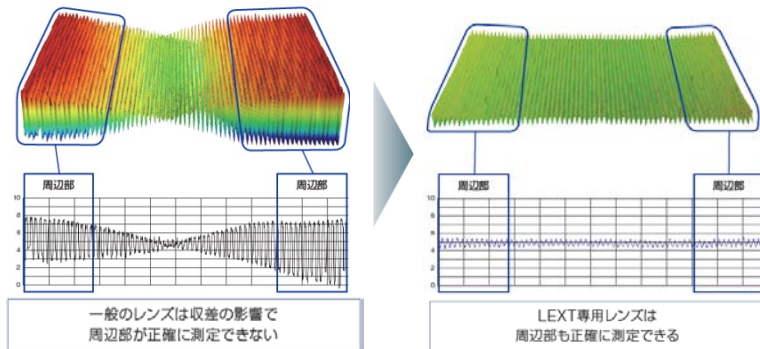 周辺部
周辺部
10
8
6
4
2
0
一般のレンズは収差の影響で
周辺部が正確に測定できない
周辺部
周辺部
10
8
6
4
2
0
LEXT専用レンズは
周辺部も正確に測定できる